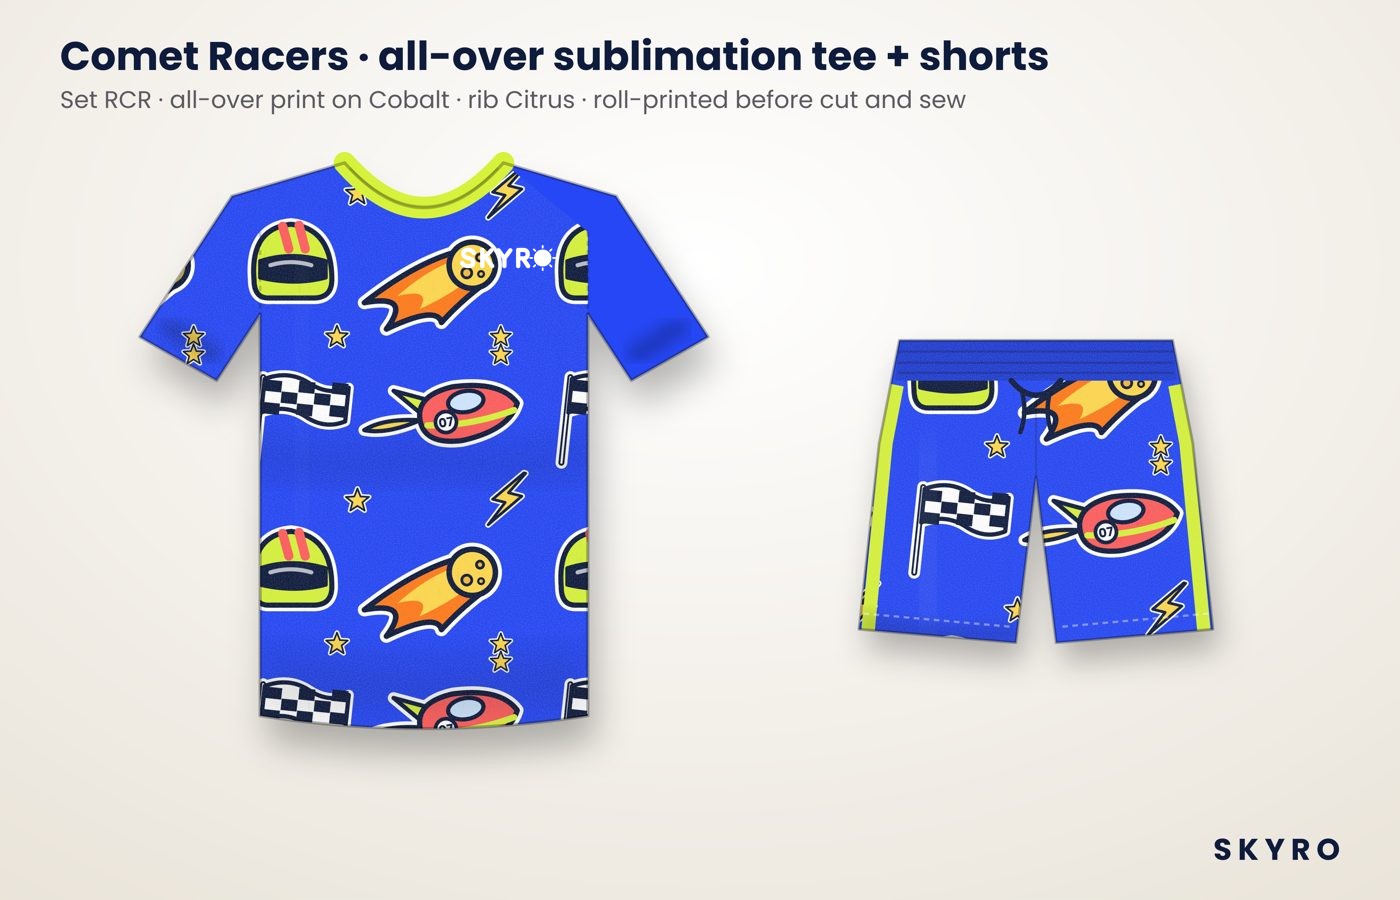 Comet Racers · all-over sublimation tee + shorts
Set RCR · all-over print on Cobalt · rib Citrus · roll-printed before cut and sew
SKYRO
07
07
07
SKYRO